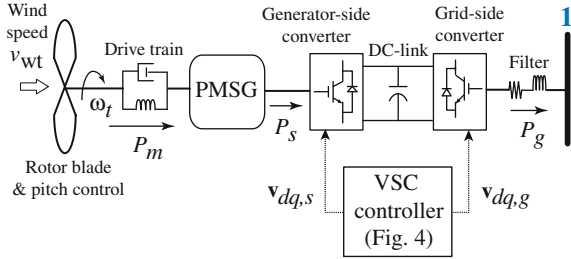 Wind
speed
v_wt
ω_t
Drive train
P_m
Rotor blade
& pitch control
PMSG
P_s
Generator-side
converter
DC-link
Grid-side
converter
Filter
P_g
1
v_dq,s
VSC
controller
(Fig. 4)
v_dq,g